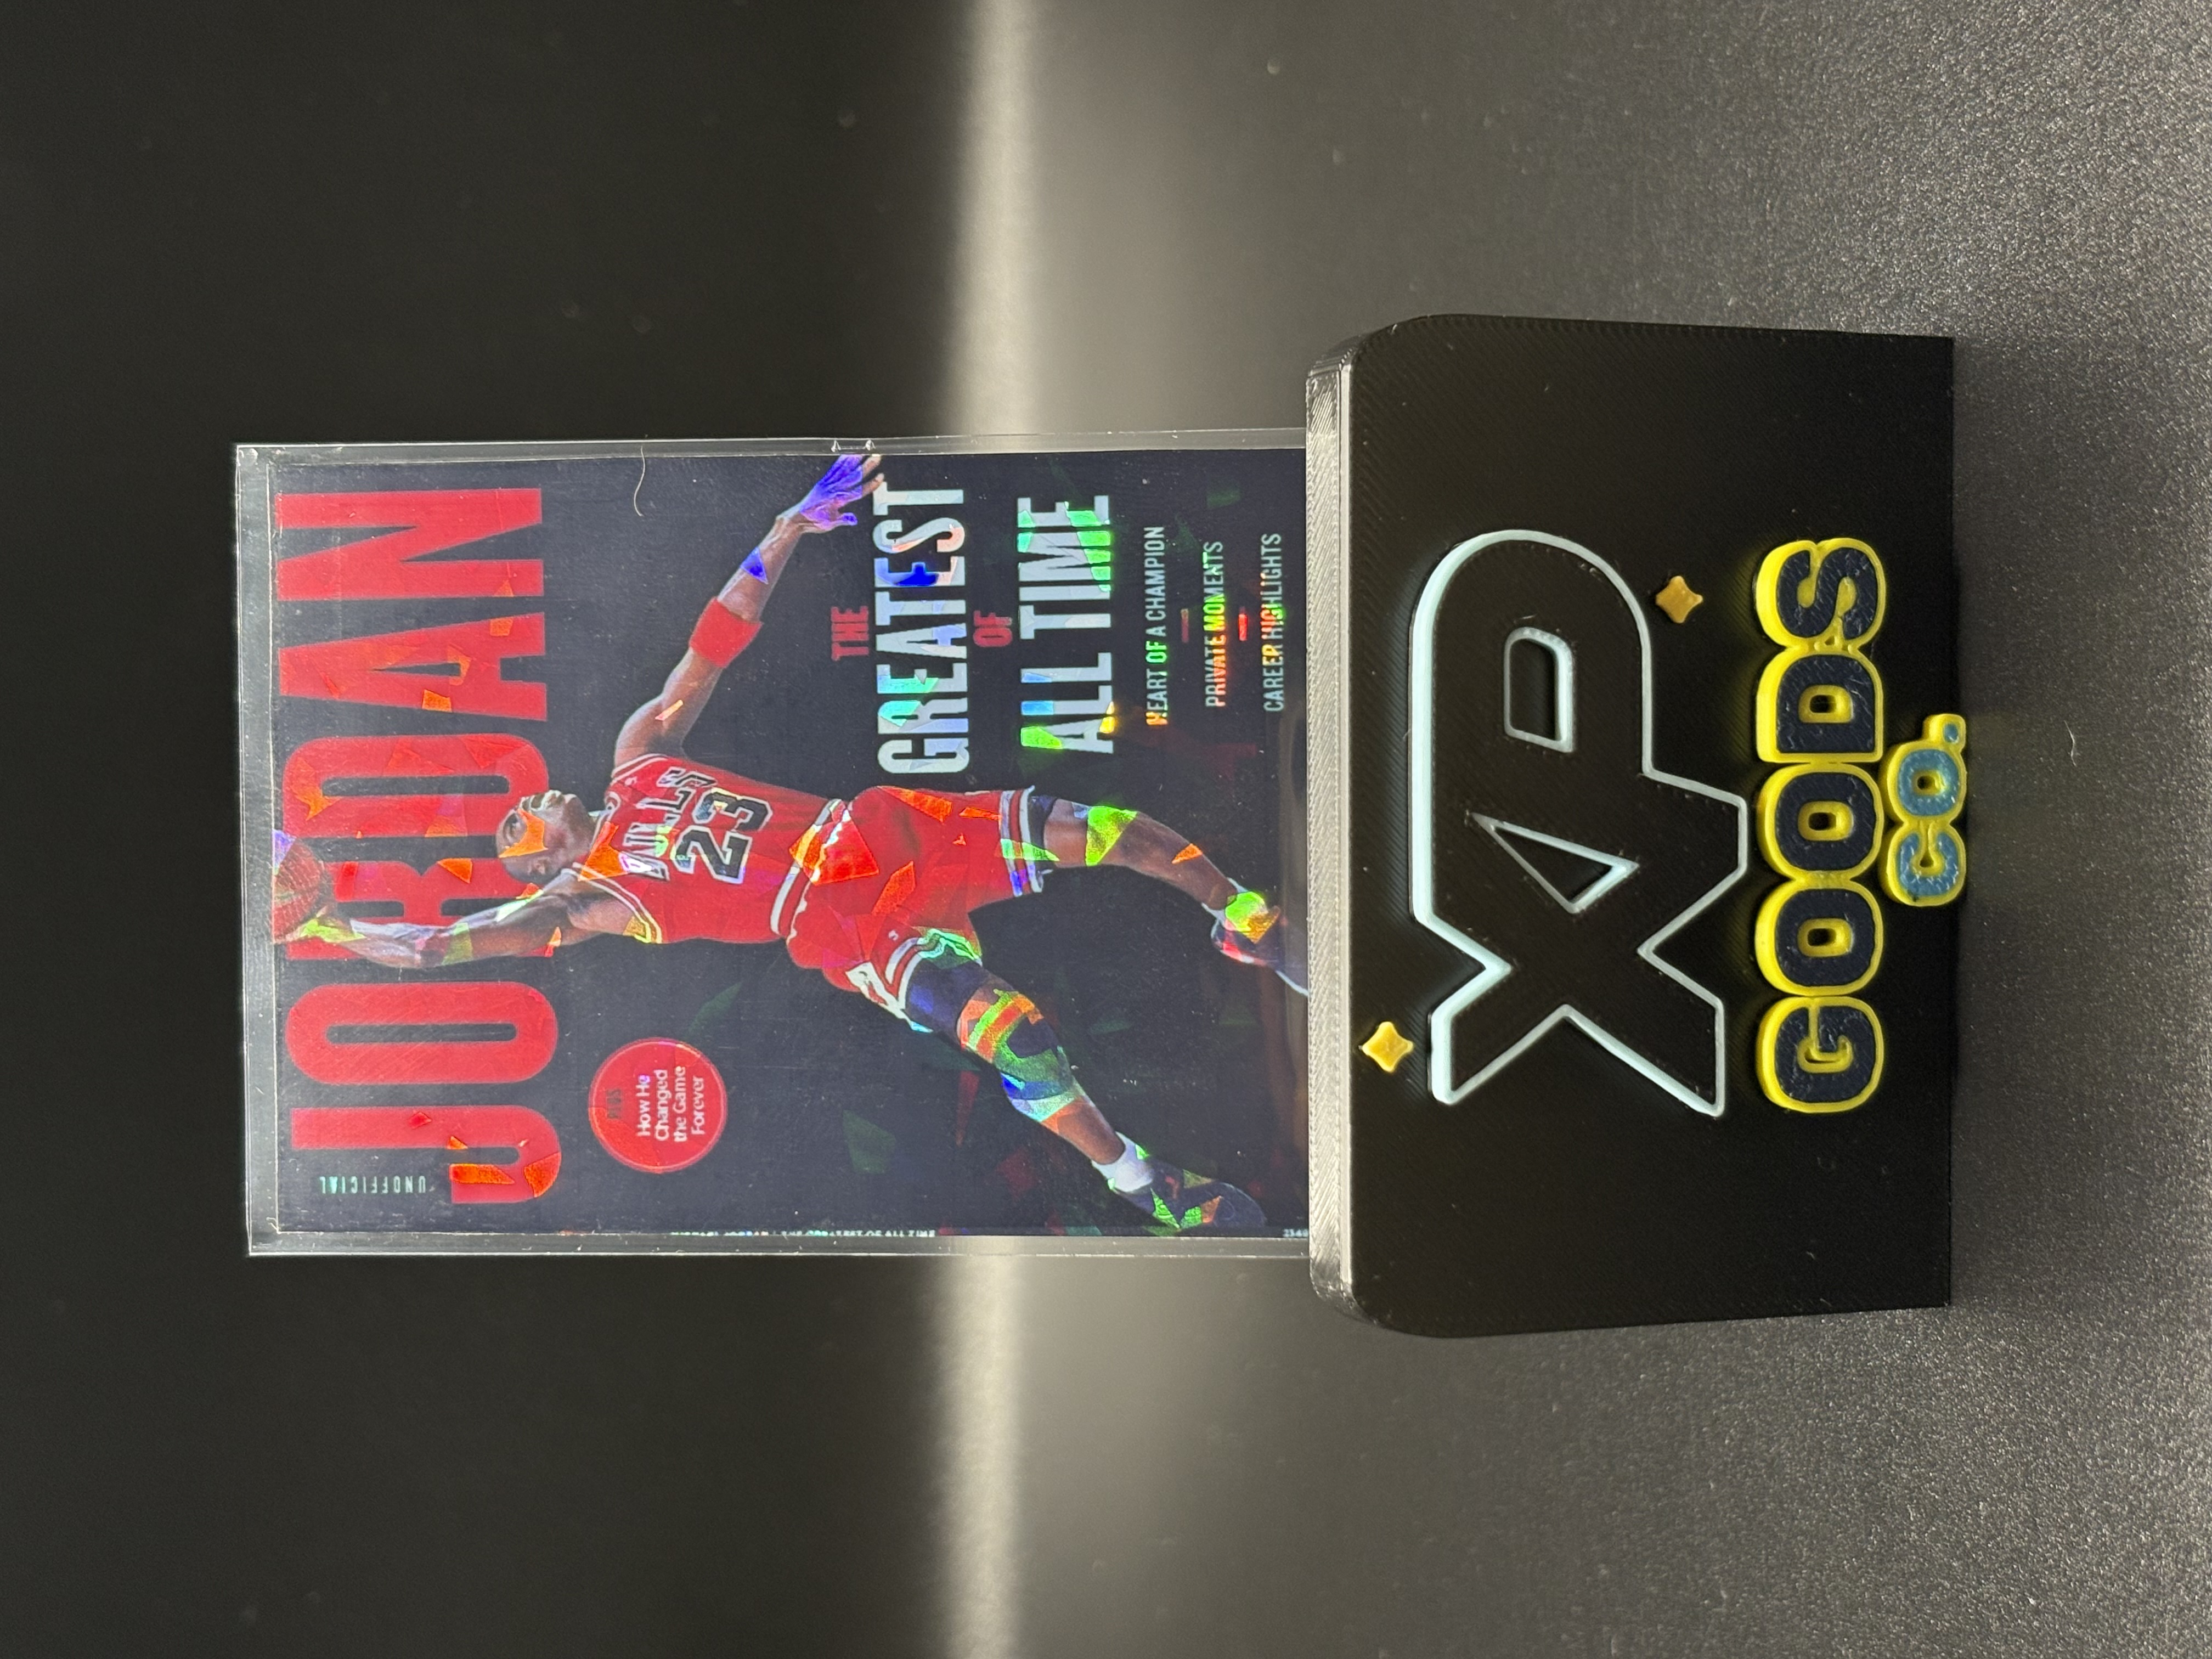 JORDAN
UNOFFICIAL
PLUS
How He
Changed
the Game
Forever
BULLS
23
THE
GREATEST
OF
ALL TIME
HEART OF A CHAMPION
PRIVATE MOMENTS
CAREER HIGHLIGHTS
XP
GOODS
CO.